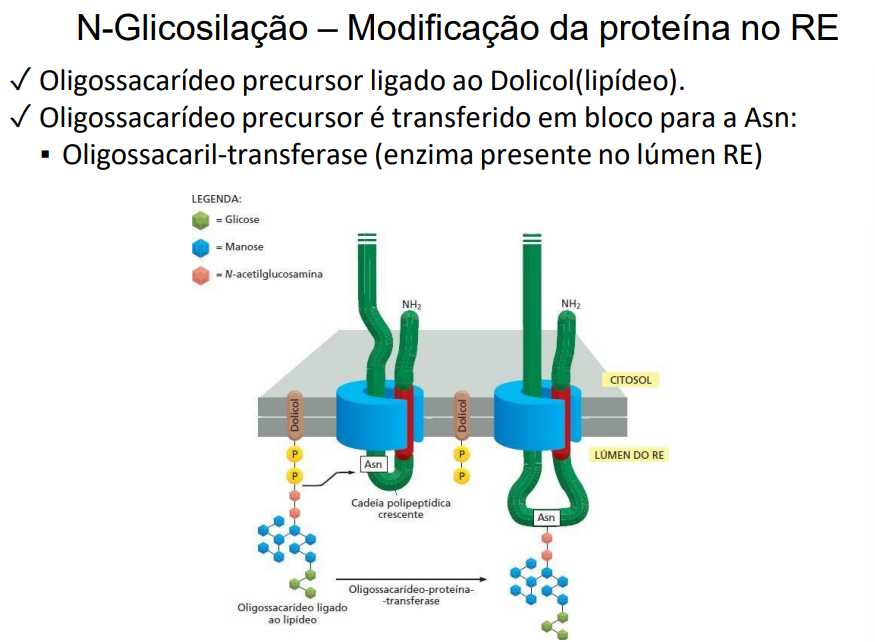 N-Glicosilação – Modificação da proteína no RE
✓ Oligossacarídeo precursor ligado ao Dolicol(lipídeo).
✓ Oligossacarídeo precursor é transferido em bloco para a Asn:
▪ Oligossacaril-transferase (enzima presente no lúmen RE)
LEGENDA:
= Glicose
= Manose
= N-acetilglucosamina
NH₂
NH₂
CITOSOL
Dolicol
Dolicol
LÚMEN DO RE
P
P
Asn
P
P
Cadeia polipeptídica
crescente
Asn
Oligossacarídeo-proteína-
-transferase
Oligossacarídeo ligado
ao lipídeo